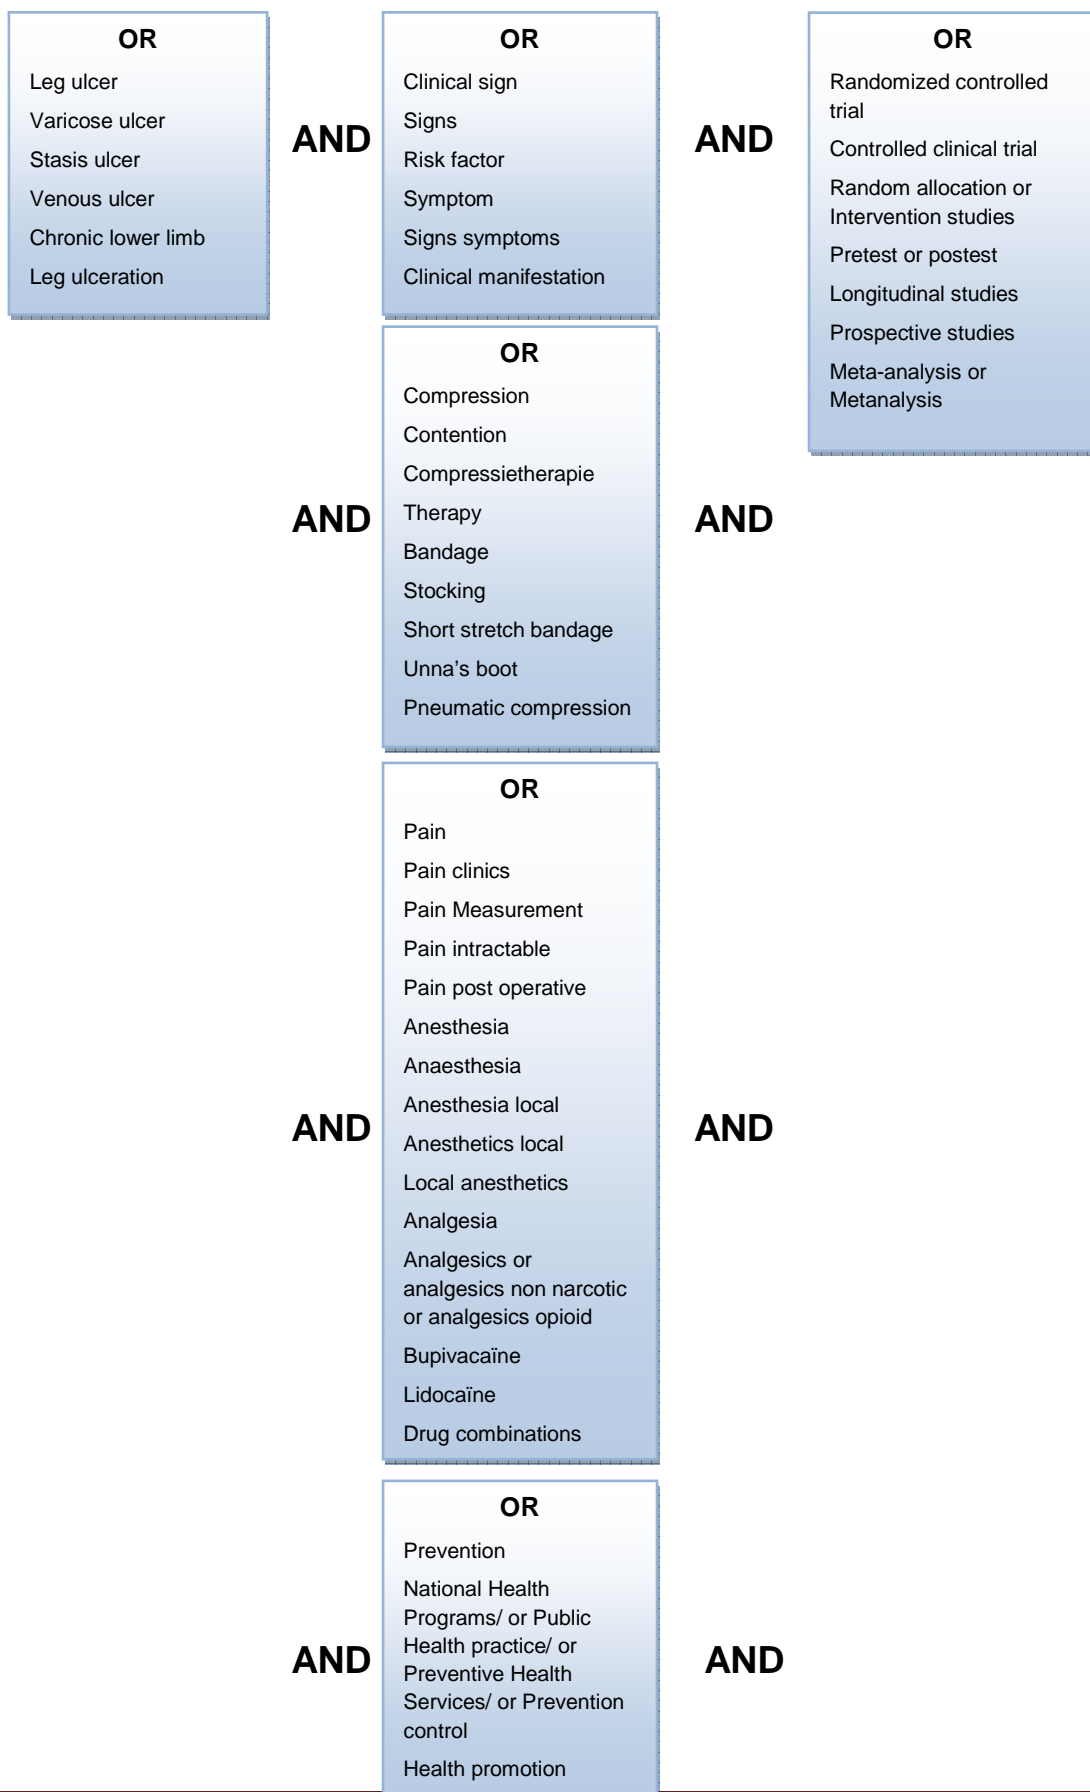 OR
Leg ulcer
Varicose ulcer
Stasis ulcer
Venous ulcer
Chronic lower limb
Leg ulceration
AND
OR
Clinical sign
Signs
Risk factor
Symptom
Signs symptoms
Clinical manifestation
AND
OR
Randomized controlled
trial
Controlled clinical trial
Random allocation or
Intervention studies
Pretest or postest
Longitudinal studies
Prospective studies
Meta-analysis or
Metanalysis
AND
OR
Compression
Contention
Compressietherapie
Therapy
Bandage
Stocking
Short stretch bandage
Unna’s boot
Pneumatic compression
AND
AND
OR
Pain
Pain clinics
Pain Measurement
Pain intractable
Pain post operative
Anesthesia
Anaesthesia
Anesthesia local
Anesthetics local
Local anesthetics
Analgesia
Analgesics or
analgesics non narcotic
or analgesics opioid
Bupivacaïne
Lidocaïne
Drug combinations
AND
AND
OR
Prevention
National Health
Programs/ or Public
Health practice/ or
Preventive Health
Services/ or Prevention
control
Health promotion
AND